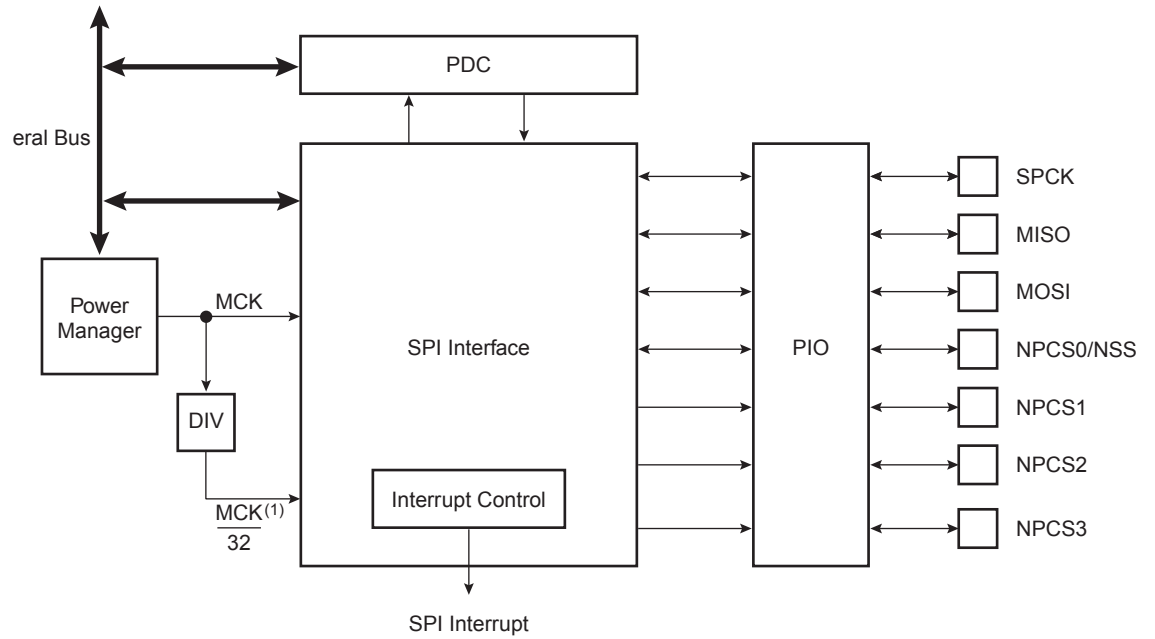 PDC
eral Bus
SPCK
MISO
MOSI
NPCS0/NSS
NPCS1
NPCS2
NPCS3
Power
Manager
MCK
SPI Interface
PIO
DIV
Interrupt Control
MCK(1)
32
SPI Interrupt